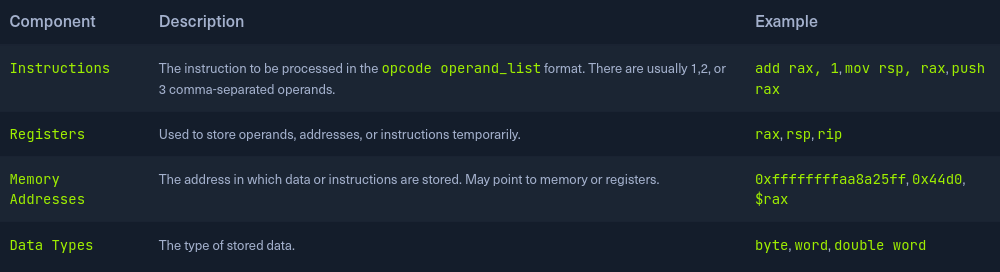 Component Description Example
Instructions The instruction to be processed in the opcode operand_list format. There are usually 1,2, or add rax, 1, mov rsp, rax, push
3 comma-separated operands. rax
Registers Used to store operands, addresses, or instructions temporarily. rax, rsp, rip
Memory The address in which data or instructions are stored. May point to memory or registers. 0xffffffffaa8a25ff, 0x44d0,
Addresses $rax
Data Types The type of stored data. byte, word, double word